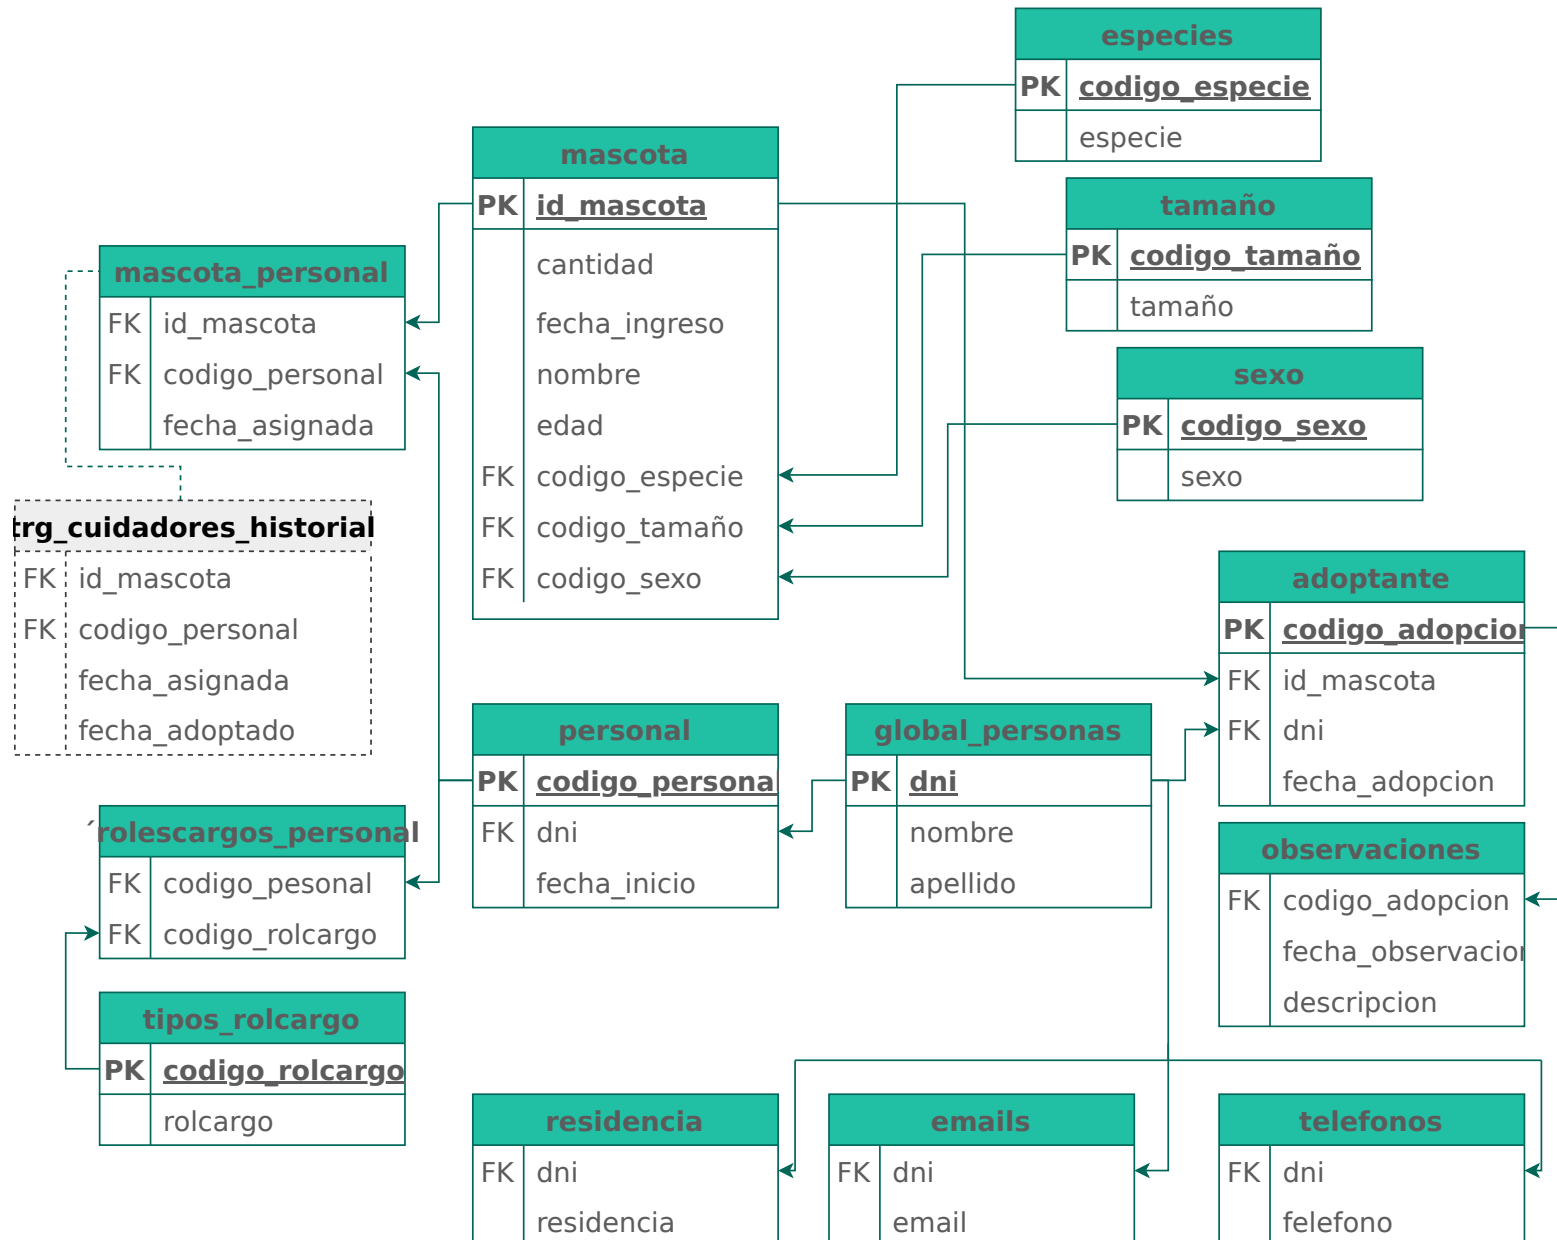 especies
PK codigo_especie
especie
mascota
PK id_mascota
cantidad
fecha_ingreso
nombre
edad
FK codigo_especie
FK codigo_tamaño
FK codigo_sexo
tamaño
PK codigo_tamaño
tamaño
mascota_personal
FK id_mascota
FK codigo_personal
fecha_asignada
sexo
PK codigo_sexo
sexo
trg_cuidadores_historial
FK id_mascota
FK codigo_personal
fecha_asignada
fecha_adoptado
adoptante
PK codigo_adopcion
FK id_mascota
FK dni
fecha_adopcion
personal
PK codigo_personal
FK dni
fecha_inicio
global_personas
PK dni
nombre
apellido
´rolescargos_personal
FK codigo_pesonal
FK codigo_rolcargo
observaciones
FK codigo_adopcion
fecha_observacion
descripcion
tipos_rolcargo
PK codigo_rolcargo
rolcargo
residencia
FK dni
residencia
emails
FK dni
email
telefonos
FK dni
felefono